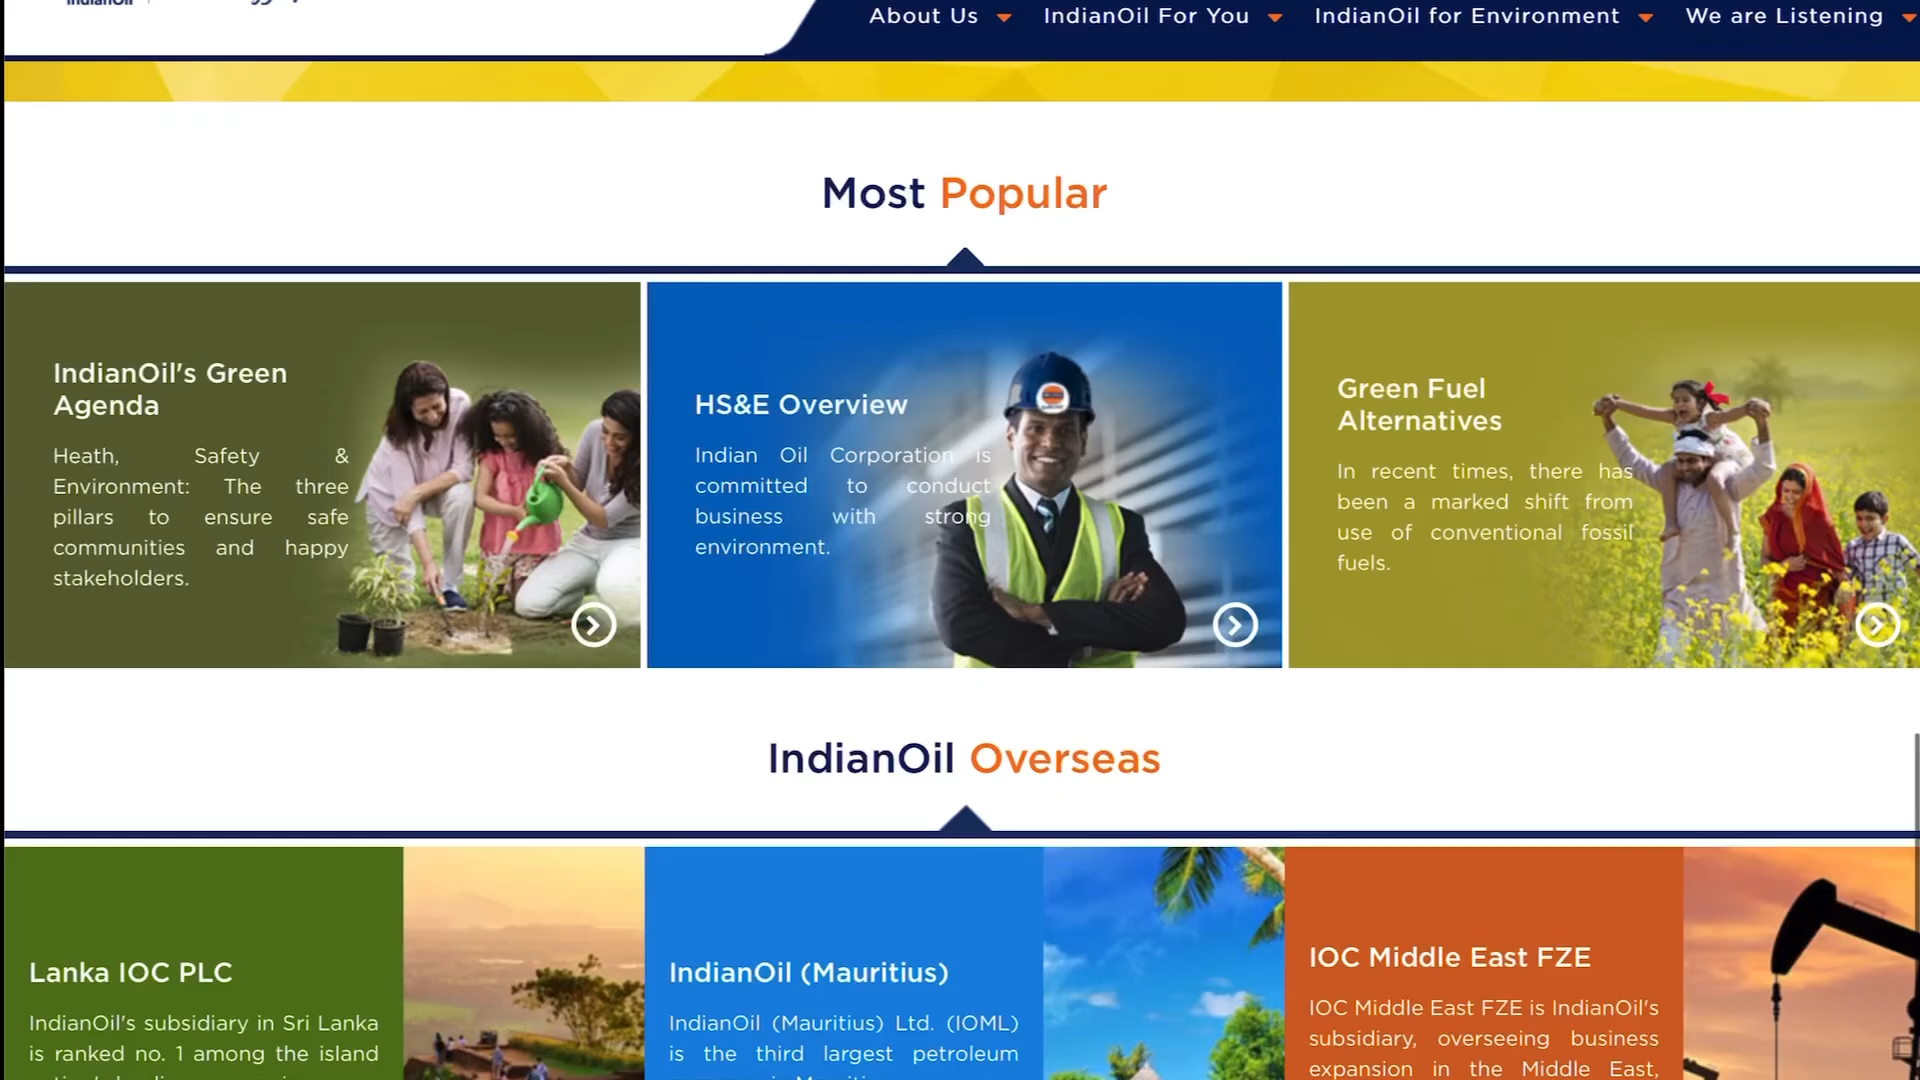 About Us
IndianOil For You
IndianOil for Environment
We are Listening
Most Popular
IndianOil's Green
Agenda
Heath, Safety &
Environment: The three
pillars to ensure safe
communities and happy
stakeholders.
HS&E Overview
Indian Oil Corporation is
committed to conduct
business with strong
environment.
Green Fuel
Alternatives
In recent times, there has
been a marked shift from
use of conventional fossil
fuels.
IndianOil Overseas
Lanka IOC PLC
IndianOil's subsidiary in Sri Lanka
is ranked no. 1 among the island
IndianOil (Mauritius)
IndianOil (Mauritius) Ltd. (IOML)
is the third largest petroleum
IOC Middle East FZE
IOC Middle East FZE is IndianOil's
subsidiary, overseeing business
expansion in the Middle East,